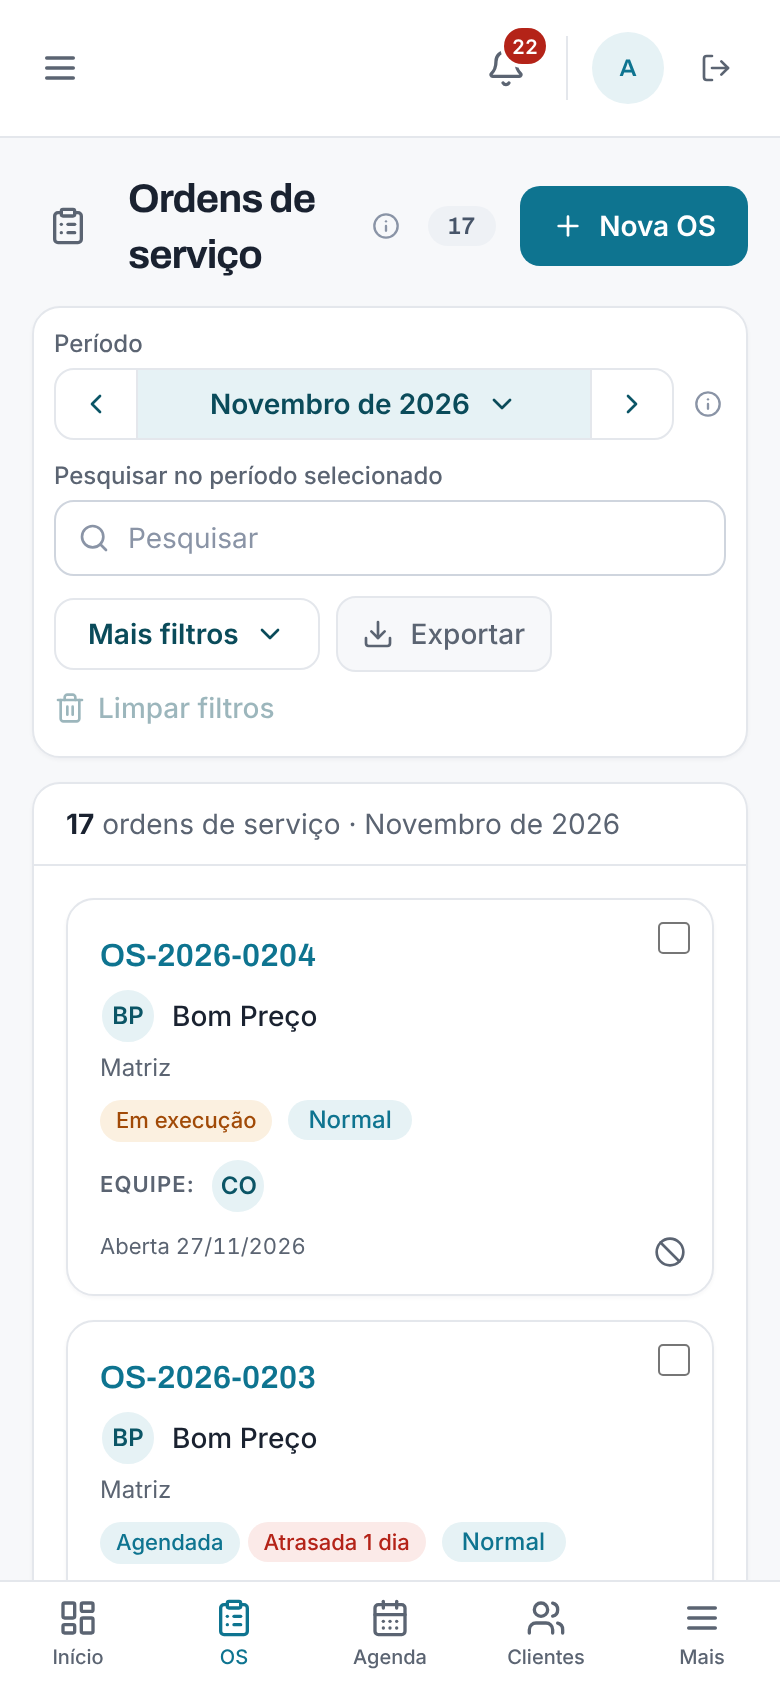 22
A
Ordens de
serviço
17
Nova OS
Período
Novembro de 2026
Pesquisar no período selecionado
Pesquisar
Mais filtros
Exportar
Limpar filtros
17 ordens de serviço · Novembro de 2026
OS-2026-0204
BP Bom Preço
Matriz
Em execução Normal
EQUIPE: CO
Aberta 27/11/2026
OS-2026-0203
BP Bom Preço
Matriz
Agendada Atrasada 1 dia Normal
Início OS Agenda Clientes Mais